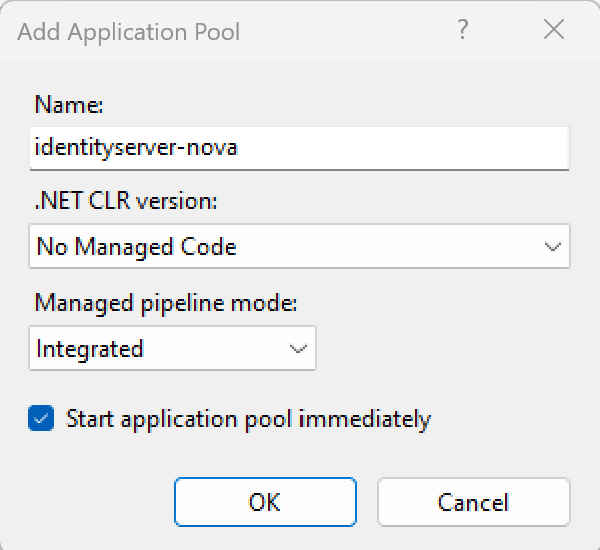 Add Application Pool ?
Name:
identityserver-nova
.NET CLR version:
No Managed Code
Managed pipeline mode:
Integrated
Start application pool immediately
OK Cancel